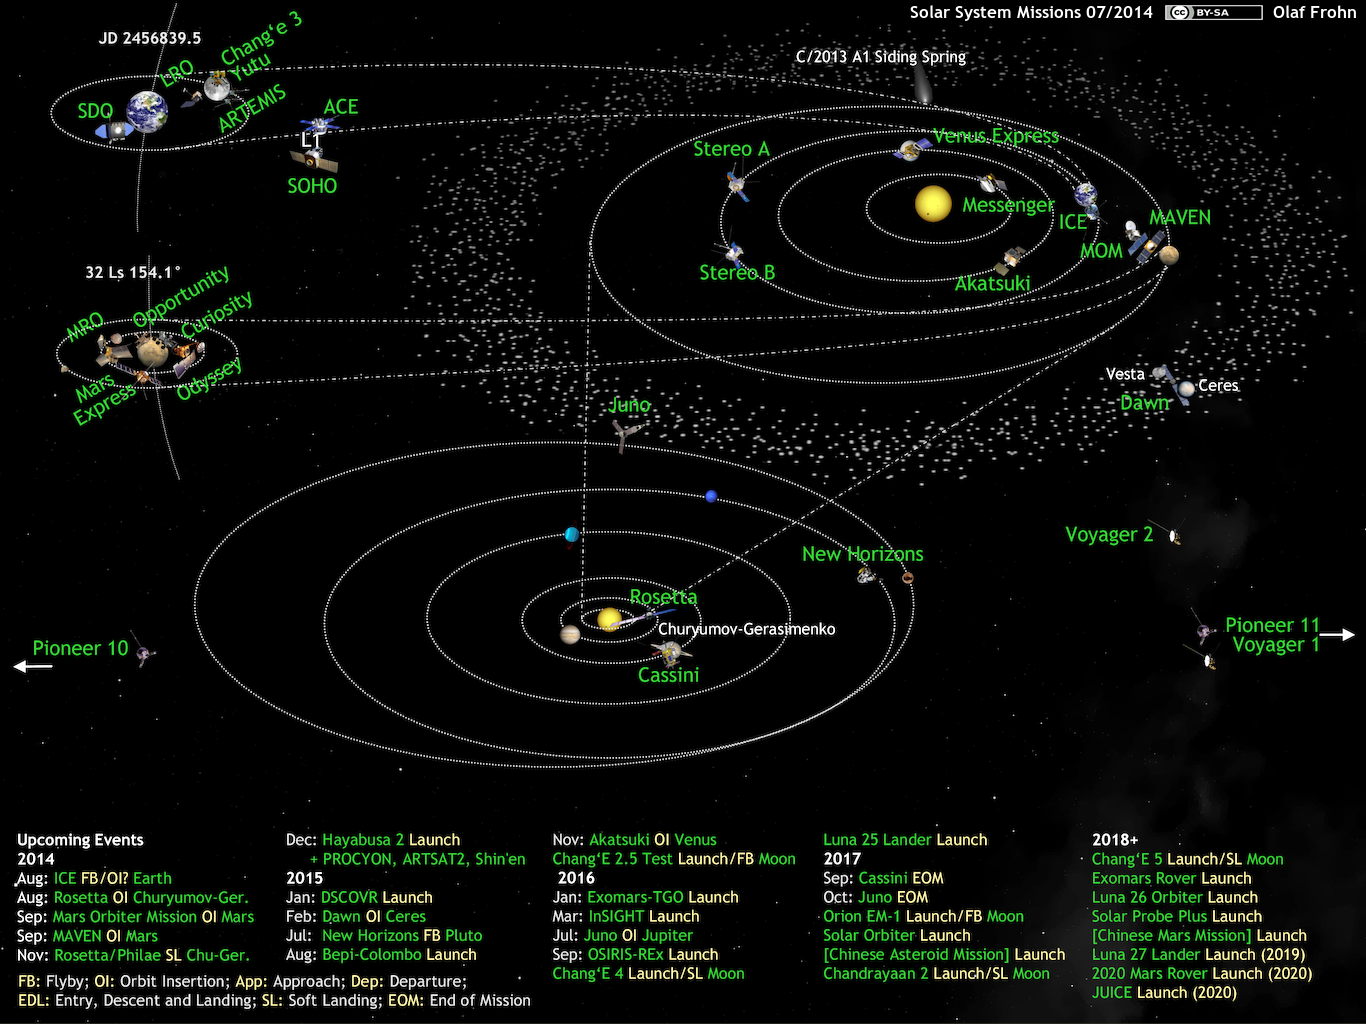 Solar System Missions 07/2014 cc BY-SA Olaf Frohn
JD 2456839.5
Chang‘e 3
Yutu
LRO
ARTEMIS
SDO
ACE
L1
SOHO
C/2013 A1 Siding Spring
Venus Express
Stereo A
Messenger
ICE
MAVEN
MOM
Stereo B
Akatsuki
32 Ls 154.1°
Opportunity
Curiosity
MRO
Mars
Express
Odyssey
Vesta
Ceres
Dawn
Juno
Voyager 2
New Horizons
Rosetta
Churyumov-Gerasimenko
Cassini
Pioneer 10
Pioneer 11
Voyager 1
Upcoming Events
2014
Aug: ICE FB/OI? Earth
Aug: Rosetta OI Churyumov-Ger.
Sep: Mars Orbiter Mission OI Mars
Sep: MAVEN OI Mars
Nov: Rosetta/Philae SL Chu-Ger.
Dec: Hayabusa 2 Launch
+ PROCYON, ARTSAT2, Shin'en
2015
Jan: DSCOVR Launch
Feb: Dawn OI Ceres
Jul: New Horizons FB Pluto
Aug: Bepi-Colombo Launch
Nov: Akatsuki OI Venus
Chang‘E 2.5 Test Launch/FB Moon
2016
Jan: Exomars-TGO Launch
Mar: InSIGHT Launch
Jul: Juno OI Jupiter
Sep: OSIRIS-REx Launch
Chang‘E 4 Launch/SL Moon
Luna 25 Lander Launch
2017
Sep: Cassini EOM
Oct: Juno EOM
Orion EM-1 Launch/FB Moon
Solar Orbiter Launch
[Chinese Asteroid Mission] Launch
Chandrayaan 2 Launch/SL Moon
2018+
Chang‘E 5 Launch/SL Moon
Exomars Rover Launch
Luna 26 Orbiter Launch
Solar Probe Plus Launch
[Chinese Mars Mission] Launch
Luna 27 Lander Launch (2019)
2020 Mars Rover Launch (2020)
JUICE Launch (2020)
FB: Flyby; OI: Orbit Insertion; App: Approach; Dep: Departure;
EDL: Entry, Descent and Landing; SL: Soft Landing; EOM: End of Mission